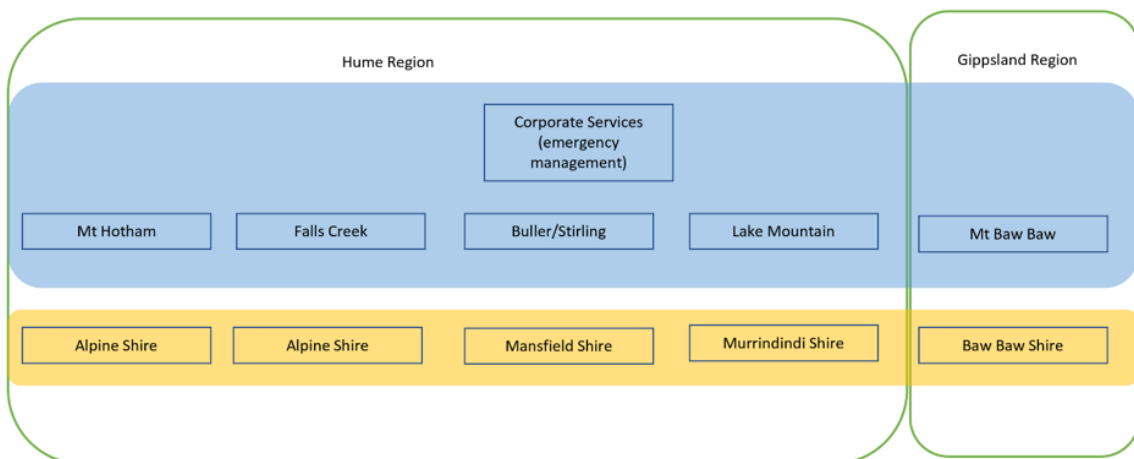 Hume Region
Gippsland Region
Corporate Services
(emergency
management)
Mt Hotham
Falls Creek
Buller/Stirling
Lake Mountain
Mt Baw Baw
Alpine Shire
Alpine Shire
Mansfield Shire
Murrindindi Shire
Baw Baw Shire